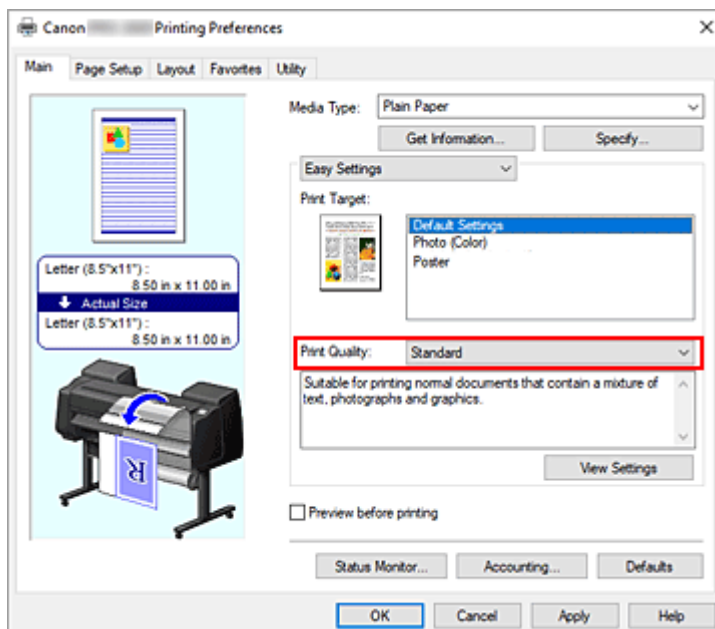 Canon Printing Preferences
Main Page Setup Layout Favorites Utility
Media Type: Plain Paper
Get Information... Specify...
Easy Settings
Print Target:
Default Settings
Photo (Color)
Poster
Letter (8.5"x11") :
8.50 in x 11.00 in
Actual Size
Letter (8.5"x11") :
8.50 in x 11.00 in
R
Print Quality: Standard
Suitable for printing normal documents that contain a mixture of
text, photographs and graphics.
View Settings
Preview before printing
Status Monitor... Accounting... Defaults
OK Cancel Apply Help